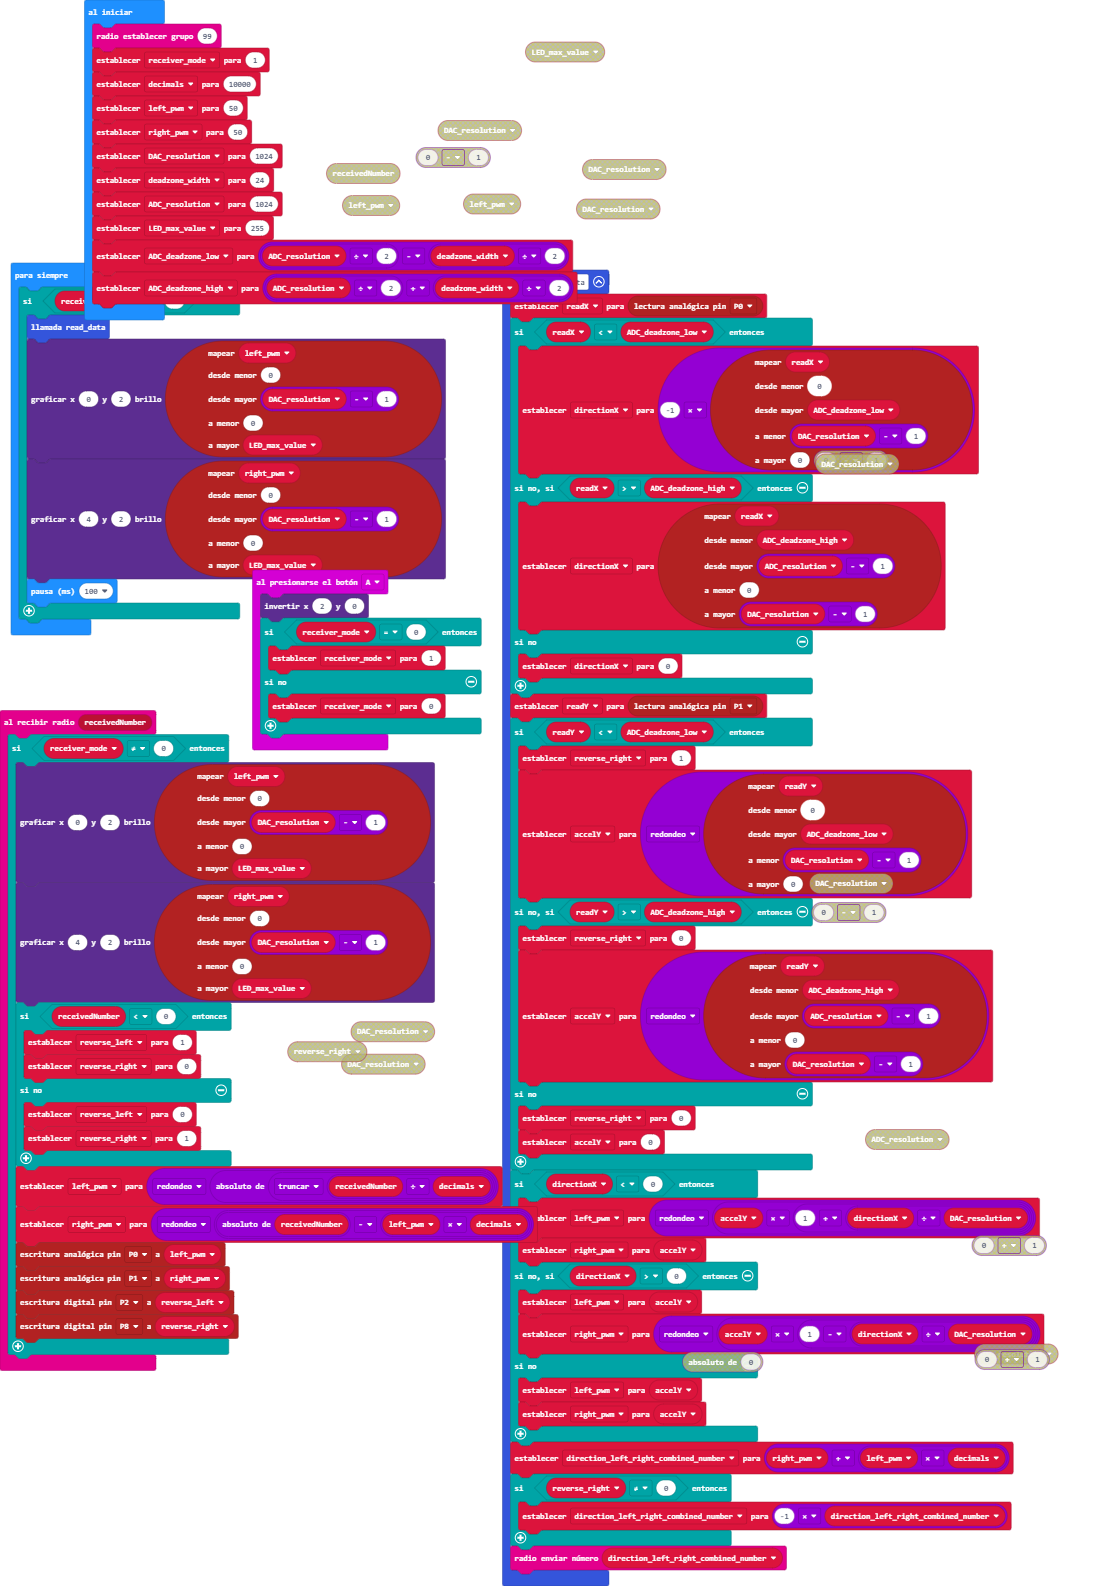 al iniciar
radio establecer grupo 99
establecer receiver_mode para 1
establecer decimals para 10000
establecer left_pwm para 50
establecer right_pwm para 50
establecer DAC_resolution para 1024
establecer deadzone_width para 24
establecer ADC_resolution para 1024
establecer LED_max_value para 255
establecer ADC_deadzone_low para ADC_resolution ÷ 2 - deadzone_width ÷ 2
establecer ADC_deadzone_high para ADC_resolution ÷ 2 + deadzone_width ÷ 2
LED_max_value
DAC_resolution
0 - 1
receivedNumber
left_pwm
left_pwm
DAC_resolution
DAC_resolution
para siempre
si
llamada read_data
graficar x 0 y 2 brillo
mapear left_pwm
desde menor 0
desde mayor DAC_resolution - 1
a menor 0
a mayor LED_max_value
graficar x 4 y 2 brillo
mapear right_pwm
desde menor 0
desde mayor DAC_resolution - 1
a menor 0
a mayor LED_max_value
pausa (ms) 100
al presionarse el botón A
invertir x 2 y 0
si receiver_mode = 0 entonces
establecer receiver_mode para 1
si no
establecer receiver_mode para 0
al recibir radio receivedNumber
si receiver_mode ≠ 0 entonces
graficar x 0 y 2 brillo
mapear left_pwm
desde menor 0
desde mayor DAC_resolution - 1
a menor 0
a mayor LED_max_value
graficar x 4 y 2 brillo
mapear right_pwm
desde menor 0
desde mayor DAC_resolution - 1
a menor 0
a mayor LED_max_value
si receivedNumber < 0 entonces
establecer reverse_left para 1
establecer reverse_right para 0
si no
establecer reverse_left para 0
establecer reverse_right para 1
establecer left_pwm para redondeo absoluto de truncar receivedNumber ÷ decimals
establecer right_pwm para redondeo absoluto de receivedNumber - left_pwm × decimals
escritura analógica pin P0 a left_pwm
escritura analógica pin P1 a right_pwm
escritura digital pin P2 a reverse_left
escritura digital pin P8 a reverse_right
DAC_resolution
reverse_right
DAC_resolution
ta
establecer readX para lectura analógica pin P0
si readX < ADC_deadzone_low entonces
establecer directionX para -1 ×
mapear readX
desde menor 0
desde mayor ADC_deadzone_low
a menor DAC_resolution - 1
a mayor 0
DAC_resolution
si no, si readX > ADC_deadzone_high entonces
establecer directionX para
mapear readX
desde menor ADC_deadzone_high
desde mayor ADC_resolution - 1
a menor 0
a mayor DAC_resolution - 1
si no
establecer directionX para 0
establecer readY para lectura analógica pin P1
si readY < ADC_deadzone_low entonces
establecer reverse_right para 1
establecer accelY para redondeo
mapear readY
desde menor 0
desde mayor ADC_deadzone_low
a menor DAC_resolution - 1
a mayor 0 DAC_resolution
si no, si readY > ADC_deadzone_high entonces 0 - 1
establecer reverse_right para 0
establecer accelY para redondeo
mapear readY
desde menor ADC_deadzone_high
desde mayor ADC_resolution - 1
a menor 0
a mayor DAC_resolution - 1
si no
establecer reverse_right para 0
establecer accelY para 0
ADC_resolution
si directionX < 0 entonces
blecer left_pwm para redondeo accelY × 1 + directionX ÷ DAC_resolution
establecer right_pwm para accelY
0 + 1
si no, si directionX > 0 entonces
establecer left_pwm para accelY
establecer right_pwm para redondeo accelY × 1 - directionX ÷ DAC_resolution
si no
absoluto de 0
0 + 1
establecer left_pwm para accelY
establecer right_pwm para accelY
establecer direction_left_right_combined_number para right_pwm + left_pwm × decimals
si reverse_right ≠ 0 entonces
establecer direction_left_right_combined_number para -1 × direction_left_right_combined_number
radio enviar número direction_left_right_combined_number